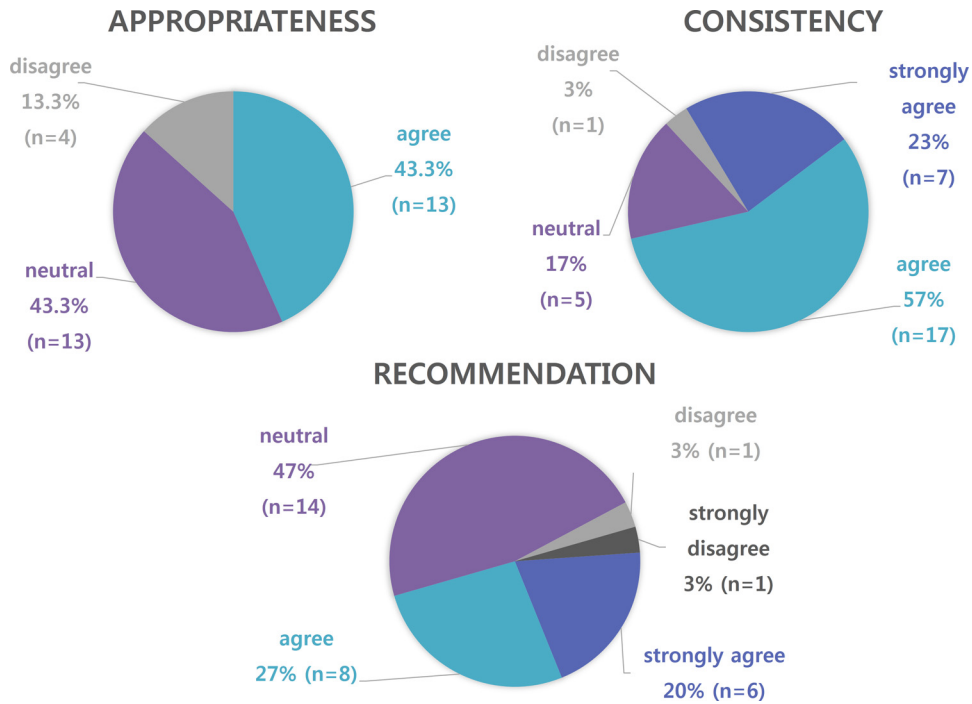 APPROPRIATENESS
disagree
13.3%
(n=4)
agree
43.3%
(n=13)
neutral
43.3%
(n=13)
CONSISTENCY
disagree
3%
(n=1)
strongly
agree
23%
(n=7)
neutral
17%
(n=5)
agree
57%
(n=17)
RECOMMENDATION
neutral
47%
(n=14)
disagree
3% (n=1)
strongly
disagree
3% (n=1)
agree
27% (n=8)
strongly agree
20% (n=6)